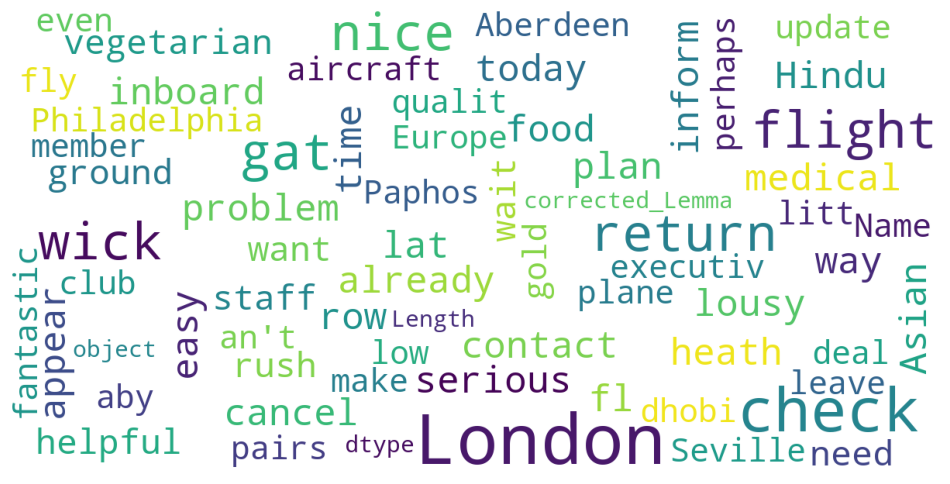 even
vegetarian
nice
Aberdeen
inform
perhaps
update
fly
inboard
aircraft
today
Hindu
Philadelphia
qualit
flight
member
gat
time
Europe
food
ground
plan
medical
Paphos
wait
corrected_Lemma
problem
litt
Name
wick
want
lat
gold
return
executiv
way
fantastic
club
already
plane
lousy
Asian
appear
easy
staff
row
Length
object
an't
rush
low
contact
heath
deal
aby
make
serious
leave
cancel
fl
dhobi
check
helpful
pairs
dtype
London
Seville
need